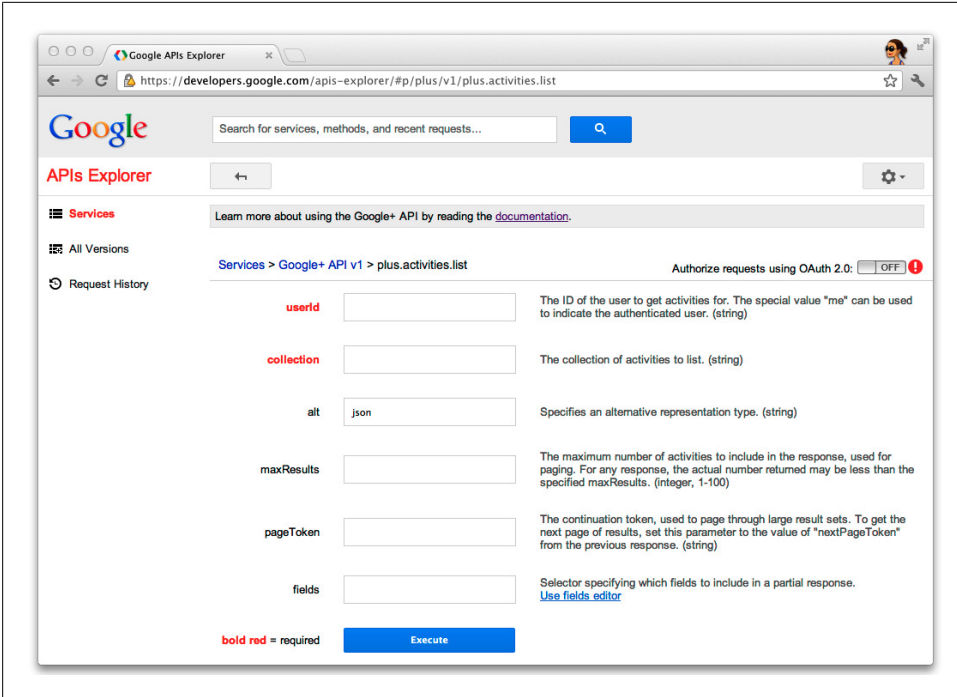 Google APIs Explorer
https://developers.google.com/apis-explorer/#p/plus/v1/plus.activities.list
Google
Search for services, methods, and recent requests...
APIs Explorer
Services
All Versions
Request History
Learn more about using the Google+ API by reading the documentation.
Services > Google+ API v1 > plus.activities.list
Authorize requests using OAuth 2.0: OFF
userId
The ID of the user to get activities for. The special value "me" can be used
to indicate the authenticated user. (string)
collection
The collection of activities to list. (string)
alt
json
Specifies an alternative representation type. (string)
maxResults
The maximum number of activities to include in the response, used for
paging. For any response, the actual number returned may be less than the
specified maxResults. (integer, 1-100)
pageToken
The continuation token, used to page through large result sets. To get the
next page of results, set this parameter to the value of "nextPageToken"
from the previous response. (string)
fields
Selector specifying which fields to include in a partial response.
Use fields editor
bold red = required
Execute